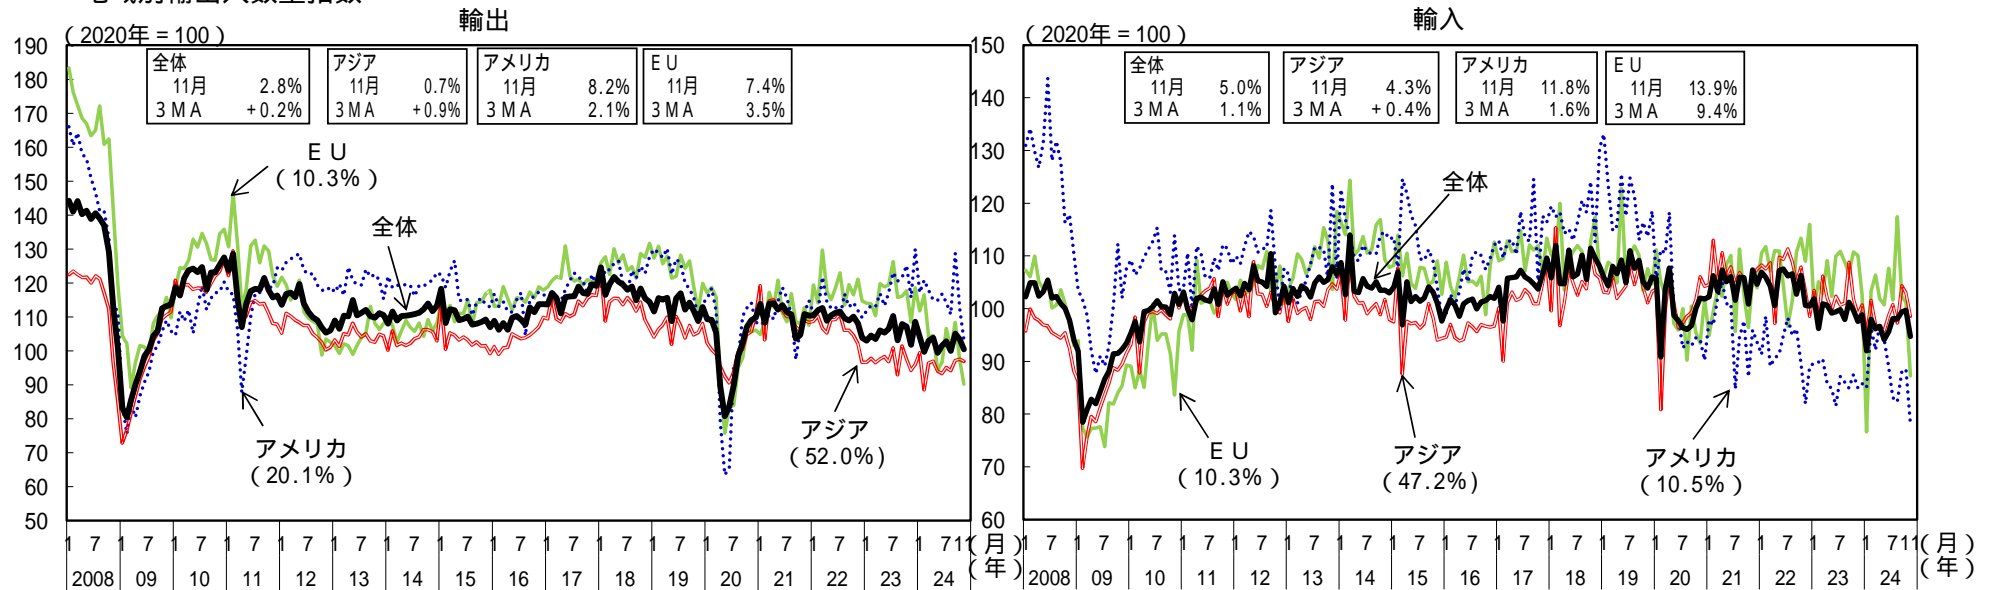 輸出
（2020年＝100）
190
180
170
160
150
140
130
120
110
100
90
80
70
60
50
全体
11月 2.8%
３ＭＡ +0.2%
アジア
11月 0.7%
３ＭＡ +0.9%
アメリカ
11月 8.2%
３ＭＡ 2.1%
ＥＵ
11月 7.4%
３ＭＡ 3.5%
ＥＵ
（10.3%）
全体
アメリカ
（20.1%）
アジア
（52.0%）
1 7 1 7 1 7 1 7 1 7 1 7 1 7 1 7 1 7 1 7 1 7 1 7 1 7 1 7 1 7 1 7 1 7 11（月）
2008 09 10 11 12 13 14 15 16 17 18 19 20 21 22 23 24（年）
輸入
（2020年＝100）
150
140
130
120
110
100
90
80
70
60
全体
11月 5.0%
３ＭＡ 1.1%
アジア
11月 4.3%
３ＭＡ +0.4%
アメリカ
11月 11.8%
３ＭＡ 1.6%
ＥＵ
11月 13.9%
３ＭＡ 9.4%
全体
ＥＵ
（10.3%）
アジア
（47.2%）
アメリカ
（10.5%）
1 7 1 7 1 7 1 7 1 7 1 7 1 7 1 7 1 7 1 7 1 7 1 7 1 7 1 7 1 7 1 7 1 7 11（月）
2008 09 10 11 12 13 14 15 16 17 18 19 20 21 22 23 24（年）